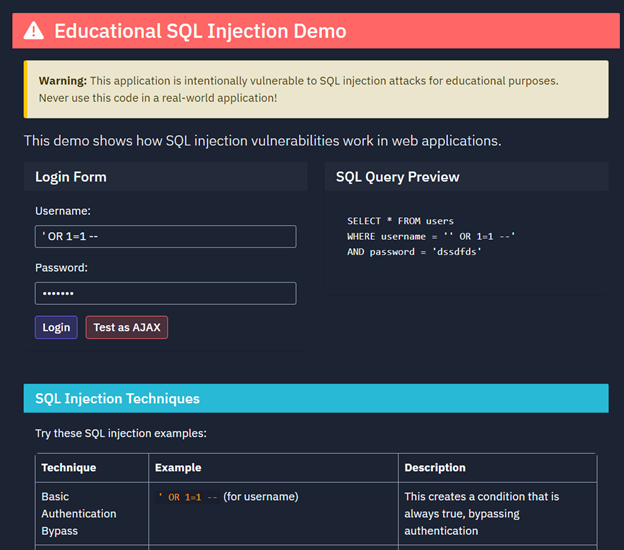 Educational SQL Injection Demo
Warning: This application is intentionally vulnerable to SQL injection attacks for educational purposes.
Never use this code in a real-world application!
This demo shows how SQL injection vulnerabilities work in web applications.
Login Form
Username:
' OR 1=1 --
Password:
•••••••
Login Test as AJAX
SQL Query Preview
SELECT * FROM users
WHERE username = '' OR 1=1 --'
AND password = 'dssdfds'
SQL Injection Techniques
Try these SQL injection examples:
Technique Example Description
Basic
Authentication
Bypass
' OR 1=1 -- (for username)
This creates a condition that is
always true, bypassing
authentication